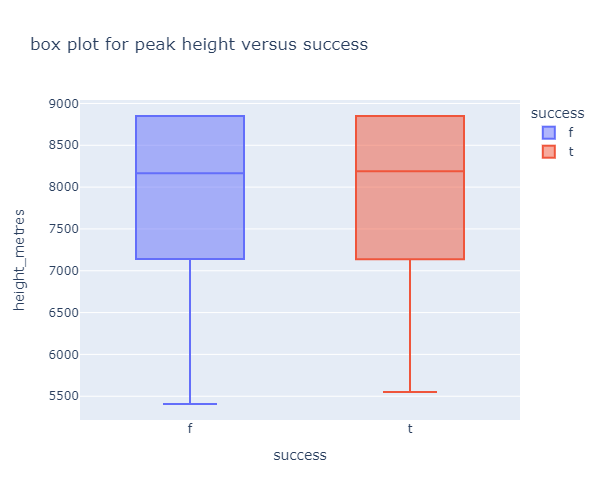 box plot for peak height versus success
success
f
t
9000
8500
8000
7500
7000
6500
6000
5500
height_metres
f
t
success